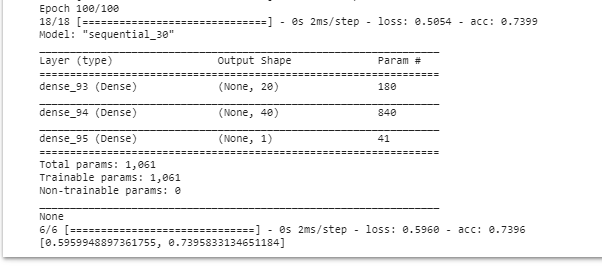 Epoch 100/100
18/18 [==============================] - 0s 2ms/step - loss: 0.5054 - acc: 0.7399
Model: "sequential_30"
_________________________________________________________________
Layer (type)                 Output Shape              Param #
=================================================================
dense_93 (Dense)             (None, 20)                180
_________________________________________________________________
dense_94 (Dense)             (None, 40)                840
_________________________________________________________________
dense_95 (Dense)             (None, 1)                 41
=================================================================
Total params: 1,061
Trainable params: 1,061
Non-trainable params: 0
_________________________________________________________________
None
6/6 [==============================] - 0s 2ms/step - loss: 0.5960 - acc: 0.7396
[0.5959948897361755, 0.7395833134651184]